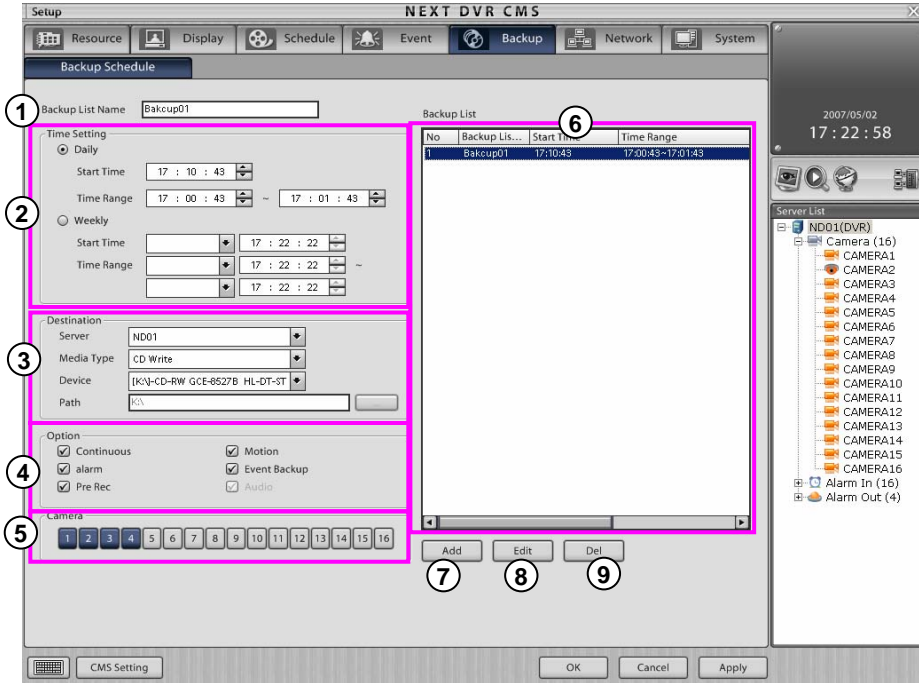 Setup NEXT DVR CMS
Resource Display Schedule Event Backup Network System
Backup Schedule
1 Backup List Name Bakcup01
Backup List
6
No Backup Lis... Start Time Time Range
1 Bakcup01 17:10:43 17:00:43~17:01:43
2
Time Setting
Daily
Start Time 17 : 10 : 43
Time Range 17 : 00 : 43 ~ 17 : 01 : 43
Weekly
Start Time 17 : 22 : 22
Time Range 17 : 22 : 22 ~
17 : 22 : 22
3
Destination
Server ND01
Media Type CD Write
Device [K:\]-CD-RW GCE-8527B HL-DT-ST
Path K:\ ...
4
Option
Continuous Motion
alarm Event Backup
Pre Rec Audio
5
Camera
1 2 3 4 5 6 7 8 9 10 11 12 13 14 15 16
Add Edit Del
7 8 9
CMS Setting OK Cancel Apply
2007/05/02
17 : 22 : 58
Server List
ND01(DVR)
Camera (16)
CAMERA1
CAMERA2
CAMERA3
CAMERA4
CAMERA5
CAMERA6
CAMERA7
CAMERA8
CAMERA9
CAMERA10
CAMERA11
CAMERA12
CAMERA13
CAMERA14
CAMERA15
CAMERA16
Alarm In (16)
Alarm Out (4)